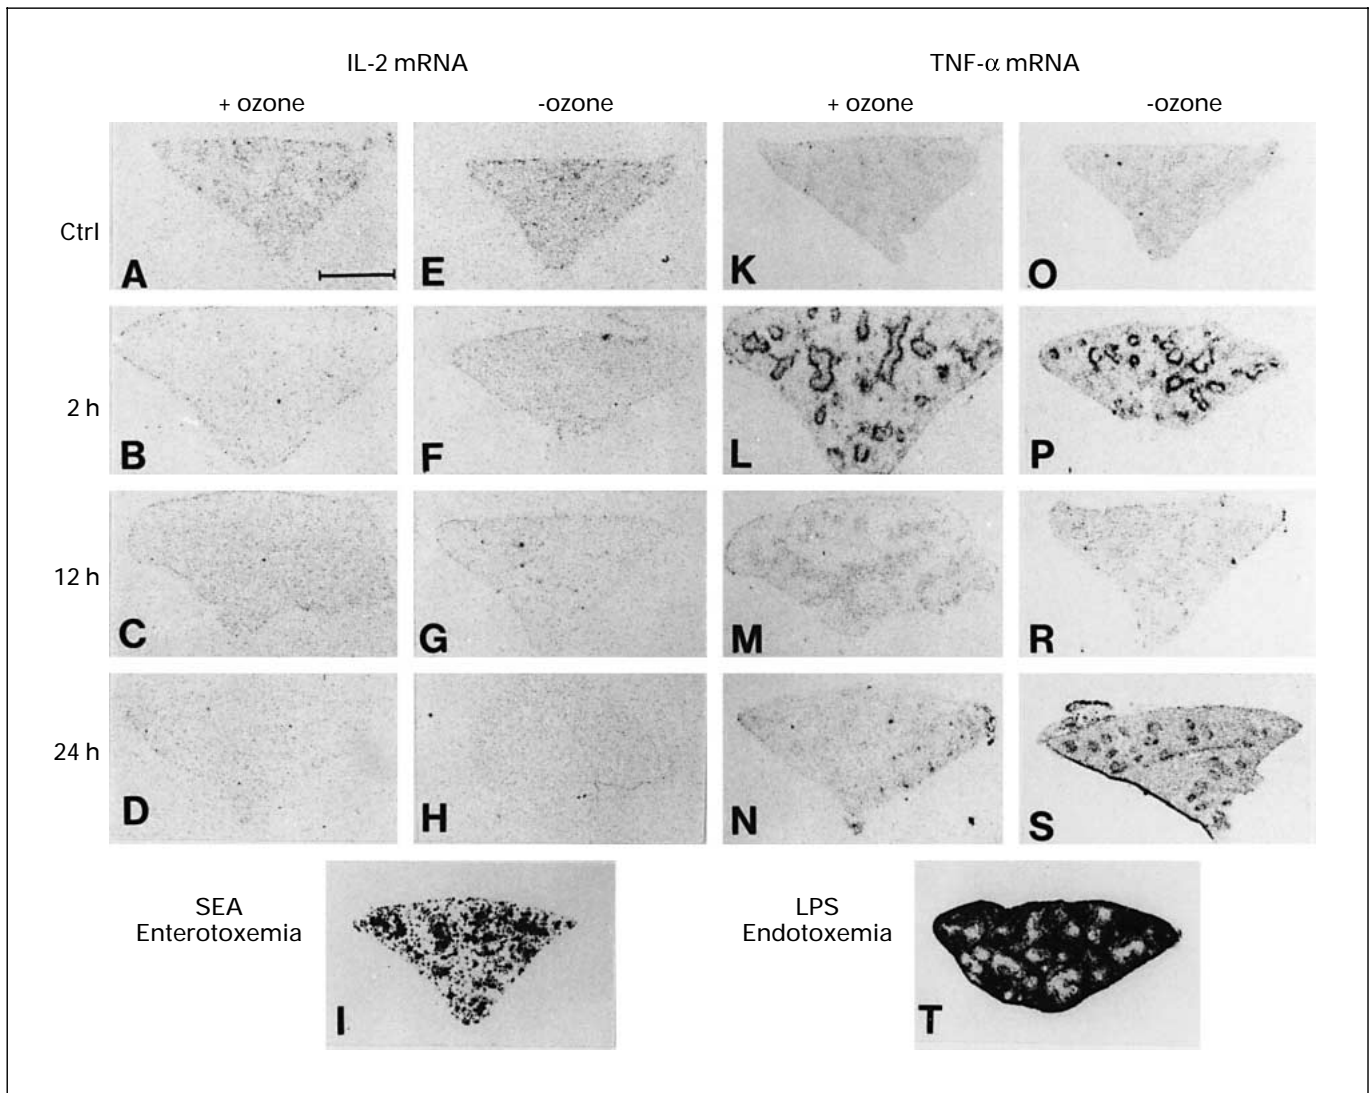 IL-2 mRNA TNF-α mRNA
+ ozone -ozone + ozone -ozone
Ctrl A E K O
2 h B F L P
12 h C G M R
24 h D H N S
SEA
Enterotoxemia
I
LPS
Endotoxemia
T